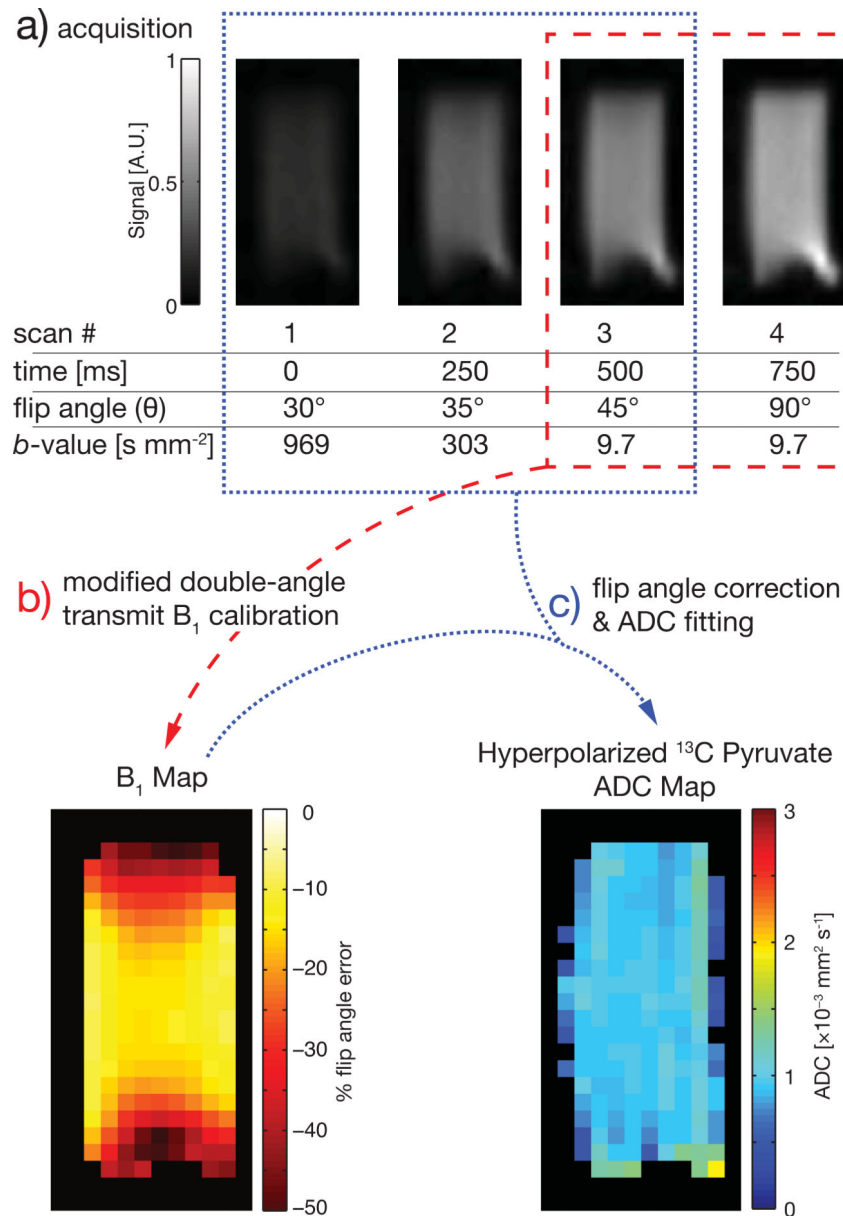 a) acquisition
Signal [A.U.]
1
0.5
0
scan # 1 2 3 4
time [ms] 0 250 500 750
flip angle (θ) 30° 35° 45° 90°
b-value [s mm⁻²] 969 303 9.7 9.7
b) modified double-angle
transmit B₁ calibration
c) flip angle correction
& ADC fitting
B₁ Map
0
−10
−20
−30
−40
−50
% flip angle error
Hyperpolarized ¹³C Pyruvate
ADC Map
3
2
1
0
ADC [×10⁻³ mm² s⁻¹]